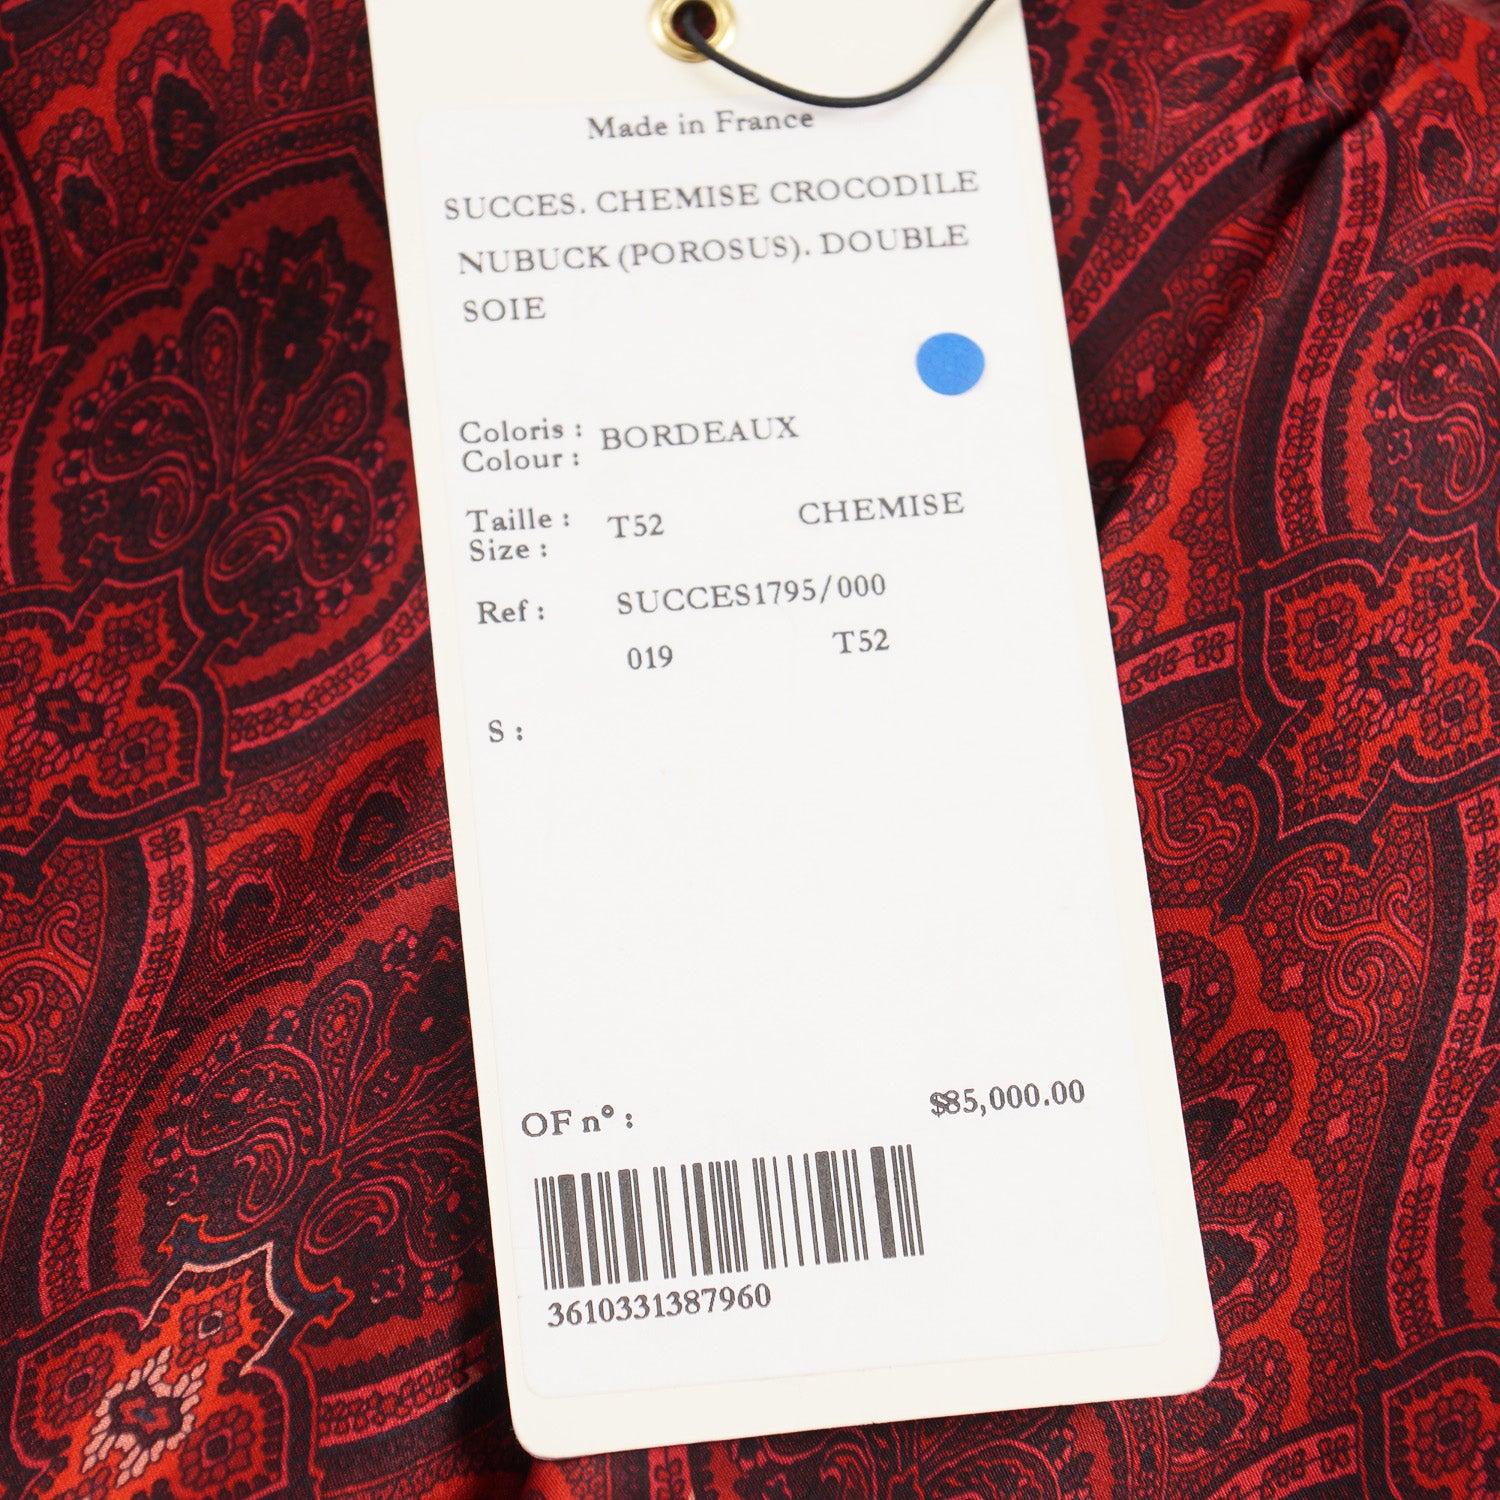 Made in France
SUCCES. CHEMISE CROCODILE
NUBUCK (POROSUS). DOUBLE
SOIE
Coloris :
Colour : BORDEAUX
Taille :
Size : T52 CHEMISE
Ref : SUCCES1795/000
019 T52
S :
OF n° : $85,000.00
3610331387960